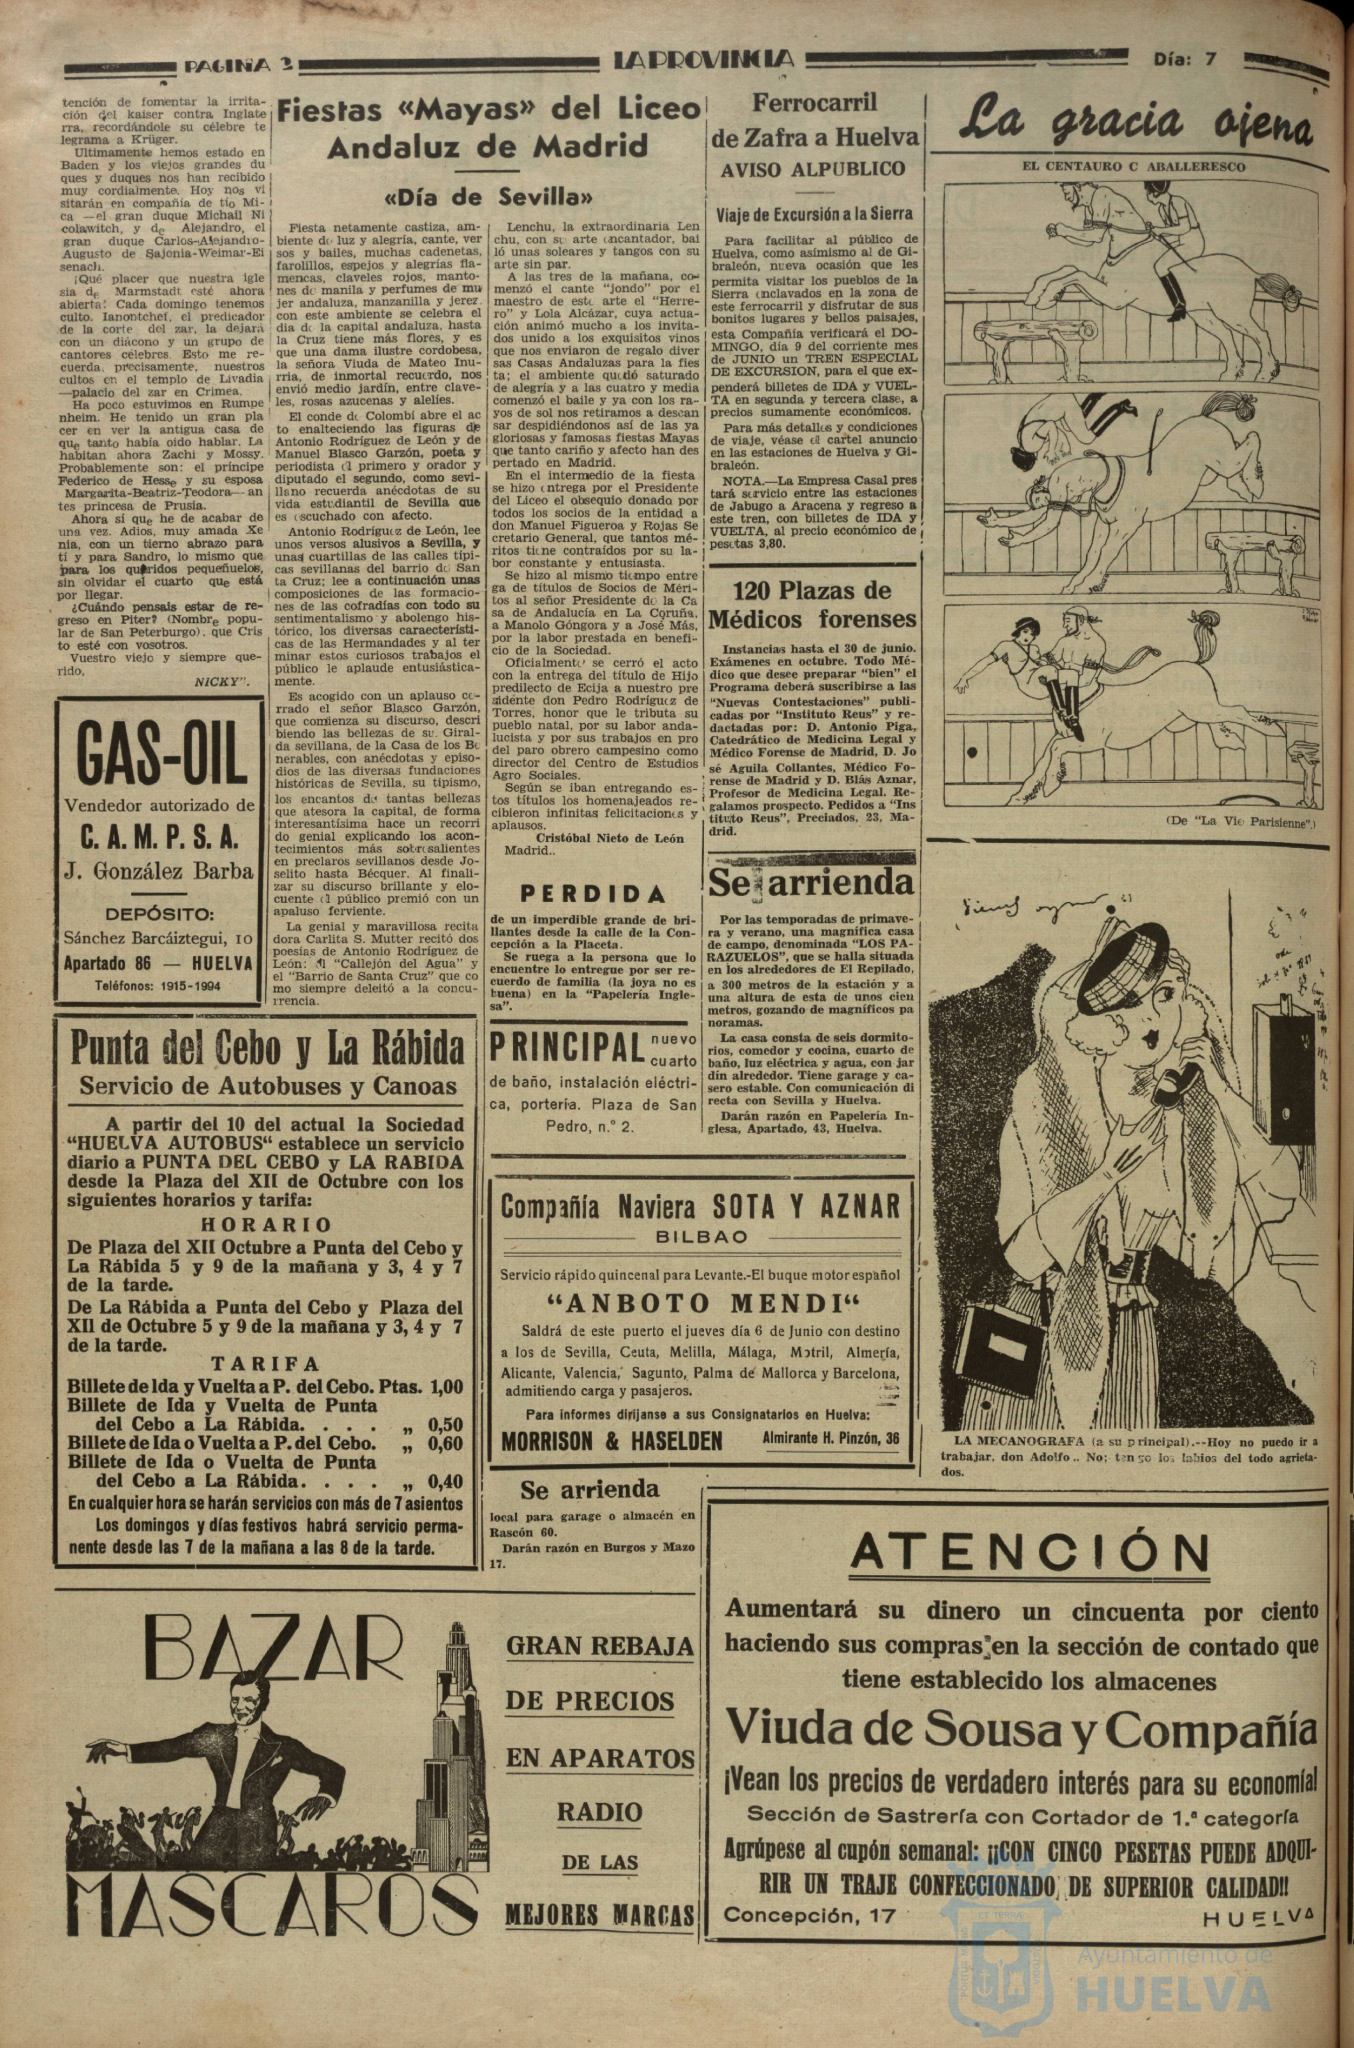 PAGINA 2
LA PROVINCIA
Día: 7
tención de fomentar la irrita-
ción del kaiser contra Inglate
rra, recordándole su célebre te
legrama a Krüger.
Ultimamente hemos estado en
Baden y los viejos grandes du
ques y duques nos han recibido
muy cordialmente. Hoy nos vi
sitarán en compañía de tío Mi-
ca —el gran duque Michail Ni
colawitch, y de Alejandro, el
gran duque Carlos-Alejandro-
Augusto de Sajonia-Weimar-Ei
senach.
¡Qué placer que nuestra igle
sia de Marmstadt esté ahora
abierta! Cada domingo tenemos
culto. Ianontchef, el predicador
de la corte del zar, la dejará
con un diácono y un grupo de
cantores célebres. Esto me re-
cuerda, precisamente, nuestros
cultos en el templo de Livadia
—palacio del zar en Crimea.
Ha poco estuvimos en Rumpe
nheim. He tenido un gran pla
cer en ver la antigua casa de
que tanto había oido hablar. La
habitan ahora Zachi y Mossy.
Probablemente son: el príncipe
Federico de Hesse y su esposa
Margarita-Beatriz-Teodora— an
tes princesa de Prusia.
Ahora sí que he de acabar de
una vez. Adios, muy amada Xe
nia, con un tierno abrazo para
tí y para Sandro, lo mismo que
para los queridos pequeñuelos,
sin olvidar el cuarto que está
por llegar.
¿Cuándo pensais estar de re-
greso en Piter? (Nombre popu-
lar de San Peterburgo). que Cris
to esté con vosotros.
Vuestro viejo y siempre que-
rido,
NICKY".
GAS-OIL
Vendedor autorizado de
C. A. M. P. S. A.
J. González Barba
DEPÓSITO:
Sánchez Barcáiztegui, 10
Apartado 86 — HUELVA
Teléfonos: 1915-1994
Fiestas «Mayas» del Liceo
Andaluz de Madrid
«Día de Sevilla»
Fiesta netamente castiza, am-
biente de luz y alegría, cante, ver
sos y bailes, muchas cadenetas,
farolillos, espejos y alegrías fla-
mencas, claveles rojos, manto-
nes de manila y perfumes de mu
jer andaluza, manzanilla y jerez.
con este ambiente se celebra el
dia de la capital andaluza, hasta
la Cruz tiene más flores, y es
que una dama ilustre cordobesa,
la señora Viuda de Mateo Inu-
rria, de inmortal recuerdo, nos
envió medio jardín, entre clave-
les, rosas azucenas y alelíes.
El conde de Colombí abre el ac
to enalteciendo las figuras de
Antonio Rodríguez de León y de
Manuel Blasco Garzón, poeta y
periodista el primero y orador y
diputado el segundo, como sevi-
llano recuerda anécdotas de su
vida estudiantil de Sevilla que
es escuchado con afecto.
Antonio Rodríguez de León, lee
unos versos alusivos a Sevilla, y
unas cuartillas de las calles típi-
cas sevillanas del barrio de San
ta Cruz; lee a continuación unas
composiciones de las formacio-
nes de las cofradías con todo su
sentimentalismo y abolengo his-
tórico, los diversas caracterísicti-
cas de las Hermandades y al ter
minar estos curiosos trabajos el
público le aplaude entusiástica-
mente.
Es acogido con un aplauso ce-
rrado el señor Blasco Garzón,
que comienza su discurso, descri
biendo las bellezas de su. Giral-
da sevillana, de la Casa de los Bu
nerables, con anécdotas y episo-
dios de las diversas fundaciones
históricas de Sevilla, su tipismo,
los encantos de tantas bellezas
que atesora la capital, de forma
interesantísima hace un recorri
do genial explicando los acon-
tecimientos más sobresalientes
en preclaros sevillanos desde Jo-
selito hasta Bécquer. Al finali-
zar su discurso brillante y elo-
cuente el público premió con un
apaluso ferviente.
La genial y maravillosa recita
dora Carlita S. Mutter recitó dos
poesías de Antonio Rodríguez de
León: el "Callejón del Agua" y
el "Barrio de Santa Cruz" que co
mo siempre deleitó a la concu-
rrencia.
Lenchu, la extraordinaria Len
chu, con su arte encantador, bai
ló unas soleares y tangos con su
arte sin par.
A las tres de la mañana, co-
menzó el cante "jondo" por el
maestro de este arte el "Herre-
ro" y Lola Alcázar, cuya actua-
ción animó mucho a los invita-
dos unido a los exquisitos vinos
que nos enviaron de regalo diver
sas Casas Andaluzas para la fies
ta; el ambiente quedó saturado
de alegría y a las cuatro y media
comenzó el baile y ya con los ra-
yos de sol nos retiramos a descan
sar despidiéndonos así de las ya
gloriosas y famosas fiestas Mayas
que tanto cariño y afecto han des
pertado en Madrid.
En el intermedio de la fiesta
se hizo entrega por el Presidente
del Liceo el obsequio donado por
todos los socios de la entidad a
don Manuel Figueroa y Rojas Se
cretario General, que tantos mé-
ritos tiene contraídos por su la-
bor constante y entusiasta.
Se hizo al mismo tiempo entre
ga de títulos de Socios de Méri-
tos al señor Presidente de la Ca
sa de Andalucía en La Coruña,
a Manolo Góngora y a José Más,
por la labor prestada en benefi-
cio de la Sociedad.
Oficialmente se cerró el acto
con la entrega del título de Hijo
predilecto de Ecija a nuestro pre
sidente don Pedro Rodríguez de
Torres, honor que le tributa su
pueblo natal, por su labor anda-
lucista y por sus trabajos en pro
del paro obrero campesino como
director del Centro de Estudios
Agro Sociales.
Según se iban entregando es-
tos títulos los homenajeados re-
cibieron infinitas felicitaciones y
aplausos.
Cristóbal Nieto de León
Madrid..
PERDIDA
de un imperdible grande de bri-
llantes desde la calle de la Con-
cepción a la Placeta.
Se ruega a la persona que lo
encuentre lo entregue por ser re-
cuerdo de familia (la joya no es
buena) en la "Papelería Ingle-
sa".
PRINCIPAL nuevo
cuarto
de baño, instalación eléctri-
ca, portería. Plaza de San
Pedro, n.° 2.
Ferrocarril
de Zafra a Huelva
AVISO ALPUBLICO
Viaje de Excursión a la Sierra
Para facilitar al público de
Huelva, como asimismo al de Gi-
braleón, nueva ocasión que les
permita visitar los pueblos de la
Sierra enclavados en la zona de
este ferrocarril y disfrutar de sus
bonitos lugares y bellos paisajes,
esta Compañía verificará el DO-
MINGO, día 9 del corriente mes
de JUNIO un TREN ESPECIAL
DE EXCURSION, para el que ex-
penderá billetes de IDA y VUEL-
TA en segunda y tercera clase, a
precios sumamente económicos.
Para más detalles y condiciones
de viaje, véase el cartel anuncio
en las estaciones de Huelva y Gi-
braleón.
NOTA.—La Empresa Casal pres
tará servicio entre las estaciones
de Jabugo a Aracena y regreso a
este tren, con billetes de IDA y
VUELTA, al precio económico de
pesetas 3,80.
120 Plazas de
Médicos forenses
Instancias hasta el 30 de junio.
Exámenes en octubre. Todo Mé-
dico que desee preparar "bien" el
Programa deberá suscribirse a las
"Nuevas Contestaciones" publi-
cadas por "Instituto Reus" y re-
dactadas por: D. Antonio Piga,
Catedrático de Medicina Legal y
Médico Forense de Madrid, D. Jo
sé Aguila Collantes, Médico Fo-
rense de Madrid y D. Blás Aznar,
Profesor de Medicina Legal. Re-
galamos prospecto. Pedidos a "Ins
tituto Reus", Preciados, 23, Ma-
drid.
Se arrienda
Por las temporadas de primave-
ra y verano, una magnífica casa
de campo, denominada "LOS PA-
RAZUELOS", que se halla situada
en los alrededores de El Repilado,
a 300 metros de la estación y a
una altura de esta de unos cien
metros, gozando de magníficos pa
noramas.
La casa consta de seis dormito-
rios, comedor y cocina, cuarto de
baño, luz eléctrica y agua, con jar
dín alrededor. Tiene garage y ca-
sero estable. Con comunicación di
recta con Sevilla y Huelva.
Darán razón en Papelería In-
glesa, Apartado, 43, Huelva.
La gracia ajena
EL CENTAURO C ABALLERESCO
(De "La Vie Parisienne".)
LA MECANOGRAFA (a su principal).--Hoy no puedo ir a
trabajar, don Adolfo.. No; tengo los labios del todo agrieta-
dos.
Punta del Cebo y La Rábida
Servicio de Autobuses y Canoas
A partir del 10 del actual la Sociedad
"HUELVA AUTOBUS" establece un servicio
diario a PUNTA DEL CEBO y LA RABIDA
desde la Plaza del XII de Octubre con los
siguientes horarios y tarifa:
HORARIO
De Plaza del XII Octubre a Punta del Cebo y
La Rábida 5 y 9 de la mañana y 3, 4 y 7
de la tarde.
De La Rábida a Punta del Cebo y Plaza del
XII de Octubre 5 y 9 de la mañana y 3, 4 y 7
de la tarde.
TARIFA
Billete de Ida y Vuelta a P. del Cebo. Ptas. 1,00
Billete de Ida y Vuelta de Punta
del Cebo a La Rábida. . . . „ 0,50
Billete de Ida o Vuelta a P. del Cebo. „ 0,60
Billete de Ida o Vuelta de Punta
del Cebo a La Rábida. . . . „ 0,40
En cualquier hora se harán servicios con más de 7 asientos
Los domingos y días festivos habrá servicio perma-
nente desde las 7 de la mañana a las 8 de la tarde.
Compañía Naviera SOTA Y AZNAR
BILBAO
Servicio rápido quincenal para Levante.-El buque motor español
"ANBOTO MENDI"
Saldrá de este puerto el jueves día 6 de Junio con destino
a los de Sevilla, Ceuta, Melilla, Málaga, Motril, Almería,
Alicante, Valencia, Sagunto, Palma de Mallorca y Barcelona,
admitiendo carga y pasajeros.
Para informes diríjanse a sus Consignatarios en Huelva:
MORRISON & HASELDEN Almirante H. Pinzón, 36
Se arrienda
local para garage o almacén en
Rascón 60.
Darán razón en Burgos y Mazo
17.
BAZAR
MASCAROS
GRAN REBAJA
DE PRECIOS
EN APARATOS
RADIO
DE LAS
MEJORES MARCAS
ATENCIÓN
Aumentará su dinero un cincuenta por ciento
haciendo sus compras en la sección de contado que
tiene establecido los almacenes
Viuda de Sousa y Compañía
¡Vean los precios de verdadero interés para su economía!
Sección de Sastrería con Cortador de 1.ª categoría
Agrúpese al cupón semanal: ¡¡CON CINCO PESETAS PUEDE ADQUI-
RIR UN TRAJE CONFECCIONADO DE SUPERIOR CALIDAD!!
Concepción, 17
HUELVA
Ayuntamiento de
HUELVA